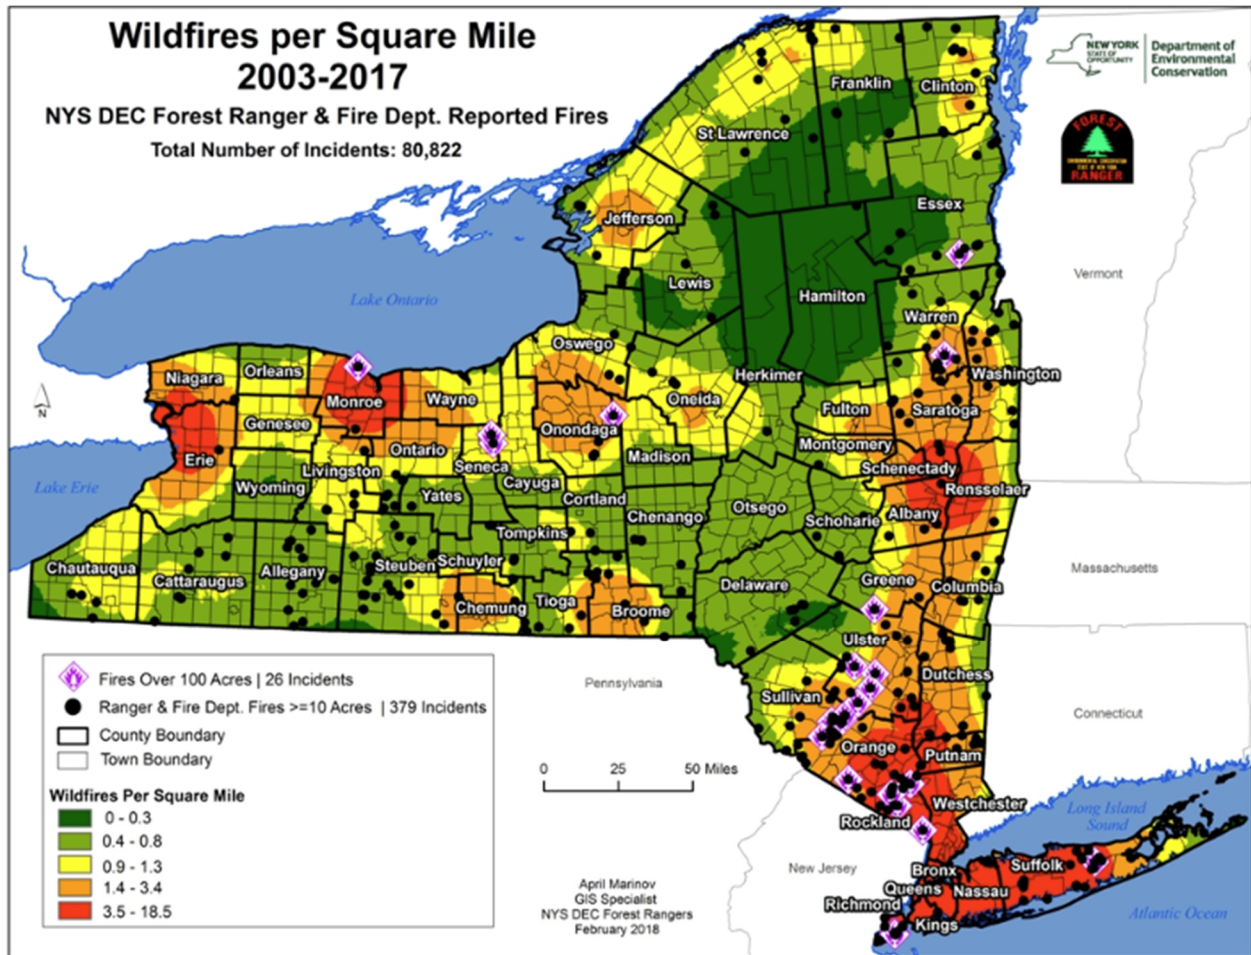 Wildfires per Square Mile
2003-2017
NYS DEC Forest Ranger & Fire Dept. Reported Fires
Total Number of Incidents: 80,822
NEW YORK
STATE OF
OPPORTUNITY
Department of
Environmental
Conservation
FOREST
ENVIRONMENTAL CONSERVATION
STATE OF NEW YORK
RANGER
Franklin
Clinton
St Lawrence
Essex
Jefferson
Vermont
Lewis
Hamilton
Lake Ontario
Warren
Oswego
Orleans
Niagara
Herkimer
Washington
Monroe
Wayne
Oneida
Fulton
Saratoga
N
Genesee
Onondaga
Montgomery
Ontario
Madison
Erie
Livingston
Seneca
Schenectady
Lake Erie
Wyoming
Yates
Cayuga
Cortland
Rensselaer
Otsego
Albany
Chenango
Schoharie
Tompkins
Chautauqua
Cattaraugus
Allegany
Steuben
Schuyler
Massachusetts
Delaware
Greene
Columbia
Chemung
Tioga
Broome
Ulster
Fires Over 100 Acres | 26 Incidents
Pennsylvania
Dutchess
Sullivan
Ranger & Fire Dept. Fires >=10 Acres | 379 Incidents
Connecticut
County Boundary
Orange
Putnam
Town Boundary
0 25 50 Miles
Wildfires Per Square Mile
0 - 0.3
0.4 - 0.8
0.9 - 1.3
1.4 - 3.4
3.5 - 18.5
Westchester
Rockland
Long Island
Sound
New Jersey
Bronx
Suffolk
Queens
Nassau
Richmond
Kings
Atlantic Ocean
April Marinov
GIS Specialist
NYS DEC Forest Rangers
February 2018